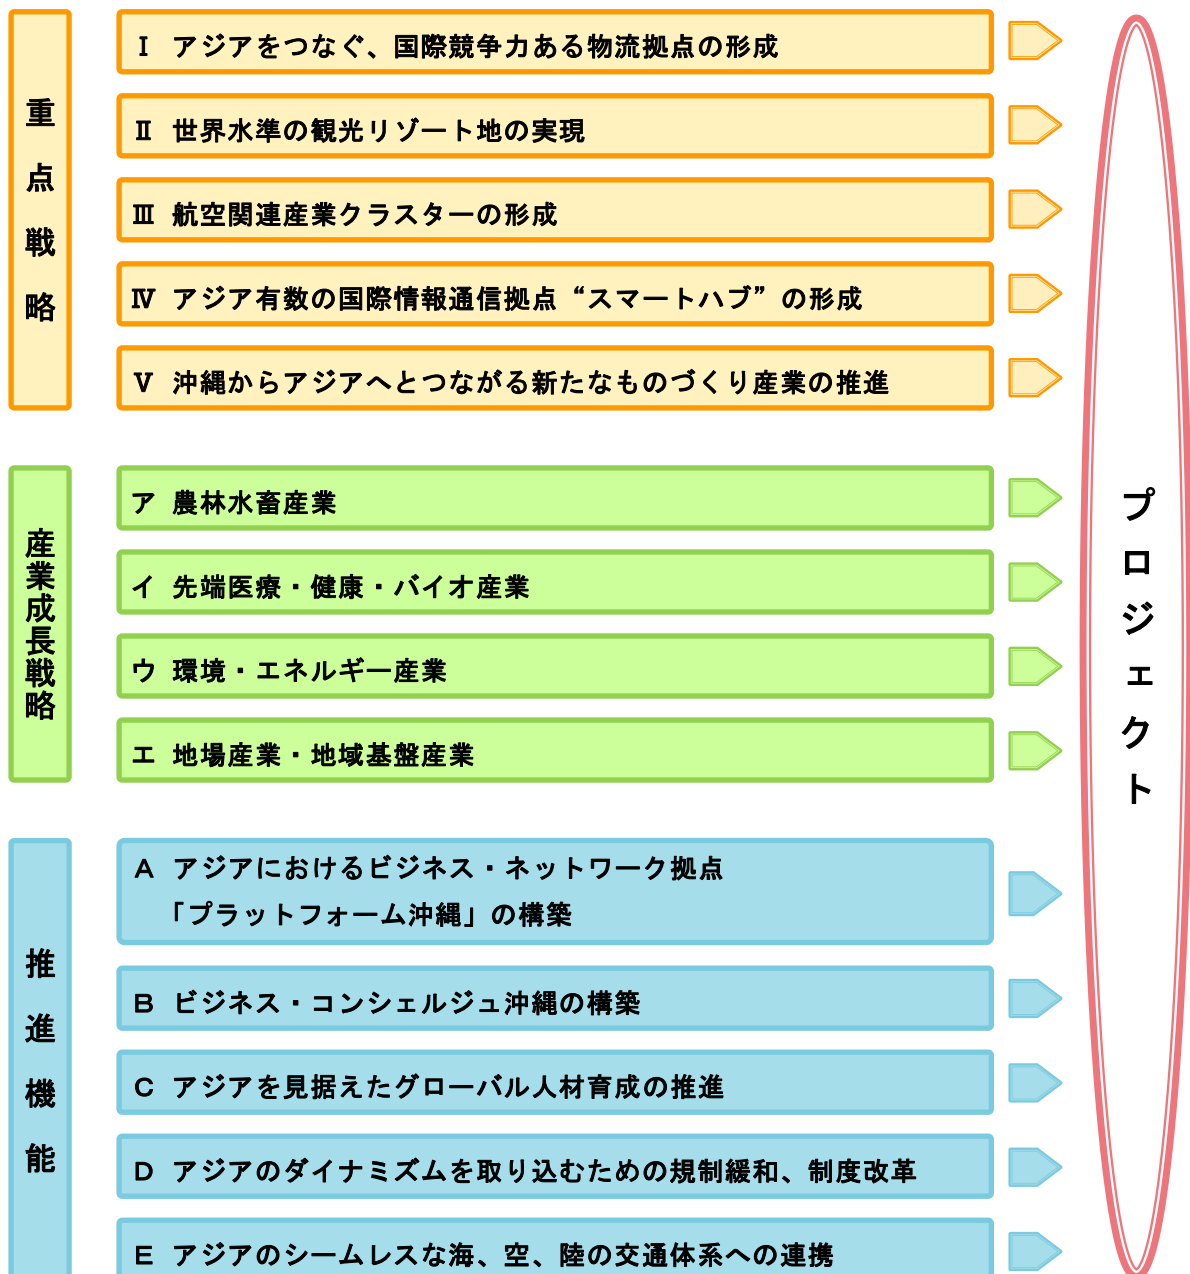 重点戦略
Ⅰ アジアをつなぐ、国際競争力ある物流拠点の形成
Ⅱ 世界水準の観光リゾート地の実現
Ⅲ 航空関連産業クラスターの形成
Ⅳ アジア有数の国際情報通信拠点“スマートハブ”の形成
Ⅴ 沖縄からアジアへとつながる新たなものづくり産業の推進
産業成長戦略
ア 農林水畜産業
イ 先端医療・健康・バイオ産業
ウ 環境・エネルギー産業
エ 地場産業・地域基盤産業
推進機能
A アジアにおけるビジネス・ネットワーク拠点
「プラットフォーム沖縄」の構築
B ビジネス・コンシェルジュ沖縄の構築
C アジアを見据えたグローバル人材育成の推進
D アジアのダイナミズムを取り込むための規制緩和、制度改革
E アジアのシームレスな海、空、陸の交通体系への連携
プロジェクト